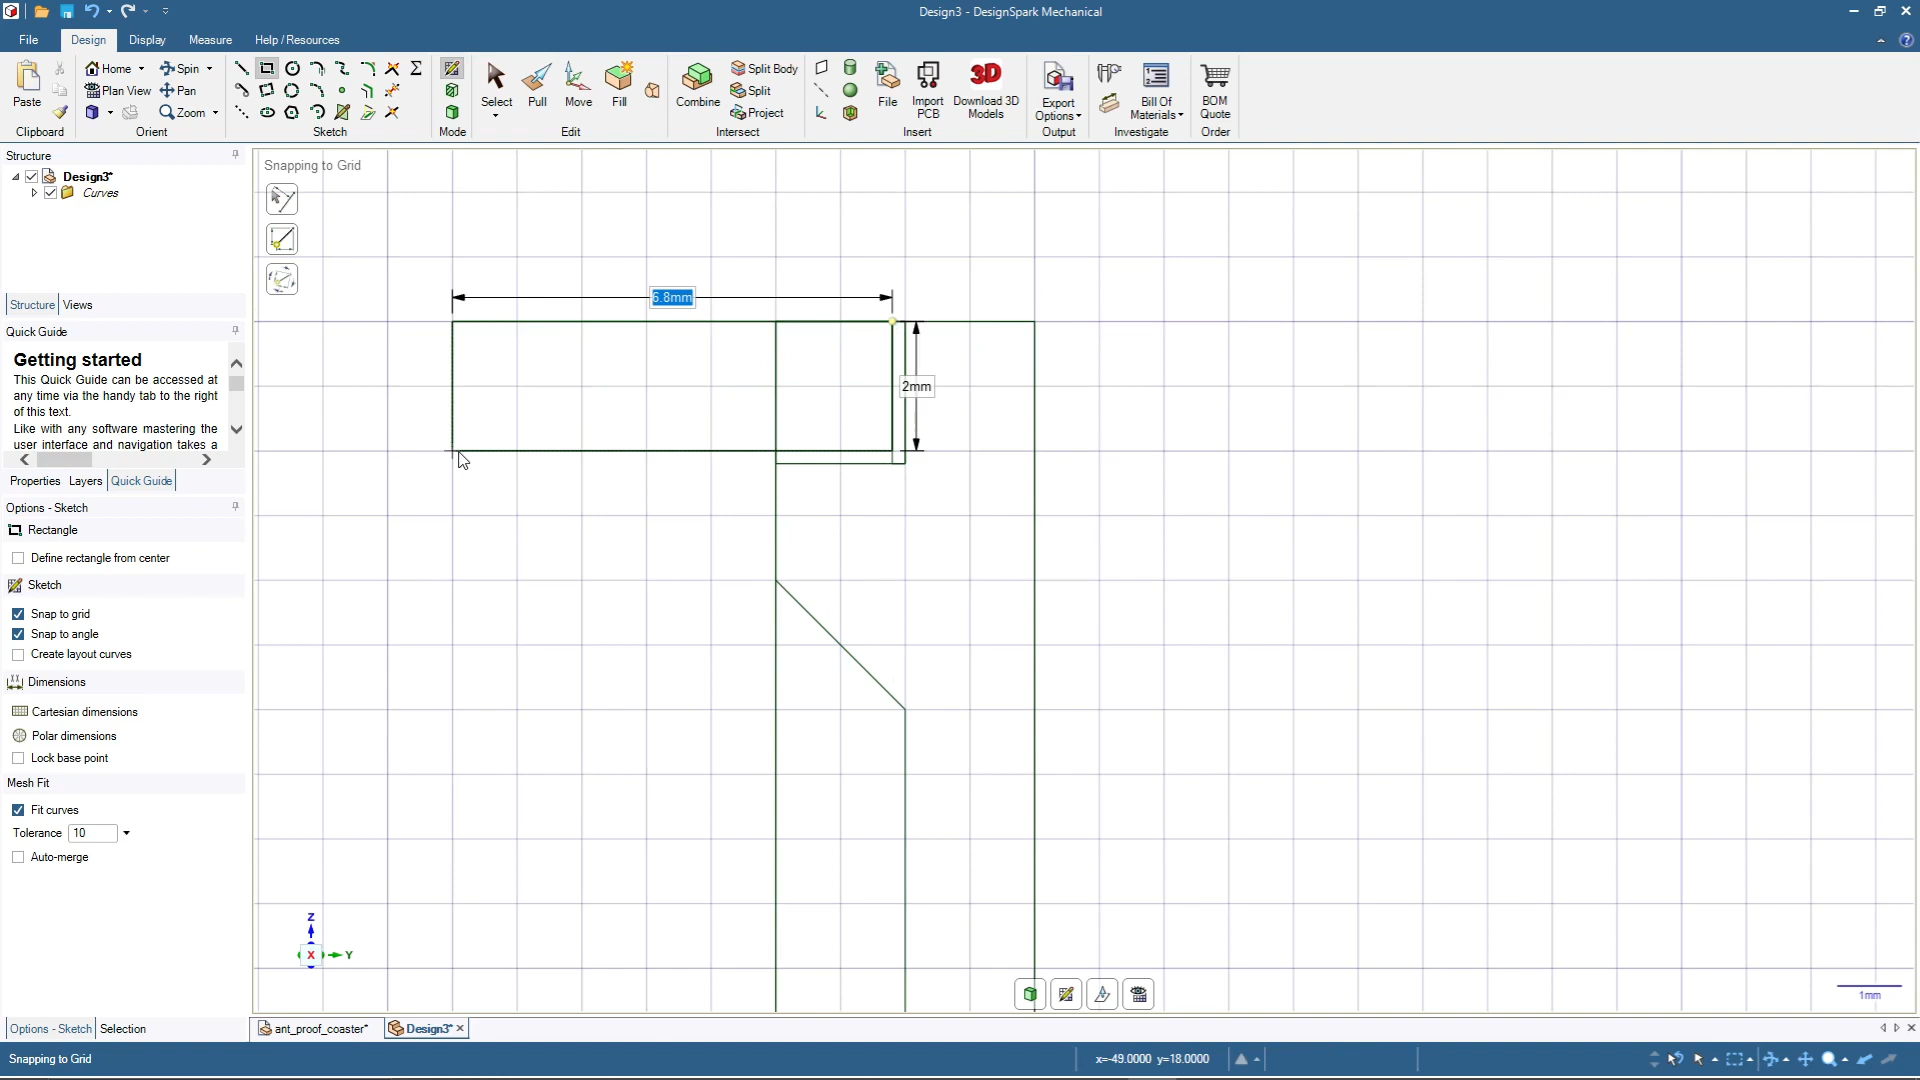 Design3 - DesignSpark Mechanical
File
Design
Display
Measure
Help / Resources
Paste
Clipboard
Home
Spin
Plan View
Pan
Zoom
Orient
Sketch
Mode
Select
Pull
Move
Fill
Edit
Combine
Split Body
Split
Project
Intersect
File
Import PCB
Download 3D Models
Insert
Export Options
Output
Bill Of Materials
Investigate
BOM Quote
Order
Structure
Design3*
Curves
Structure
Views
Quick Guide
Getting started
This Quick Guide can be accessed at
any time via the handy tab to the right
of this text.
Like with any software mastering the
user interface and navigation takes a
Properties
Layers
Quick Guide
Options - Sketch
Rectangle
Define rectangle from center
Sketch
Snap to grid
Snap to angle
Create layout curves
Dimensions
Cartesian dimensions
Polar dimensions
Lock base point
Mesh Fit
Fit curves
Tolerance 10
Auto-merge
Options - Sketch
Selection
Snapping to Grid
6.8mm
2mm
Z
X
Y
1mm
ant_proof_coaster*
Design3*
Snapping to Grid
x=-49.0000 y=18.0000